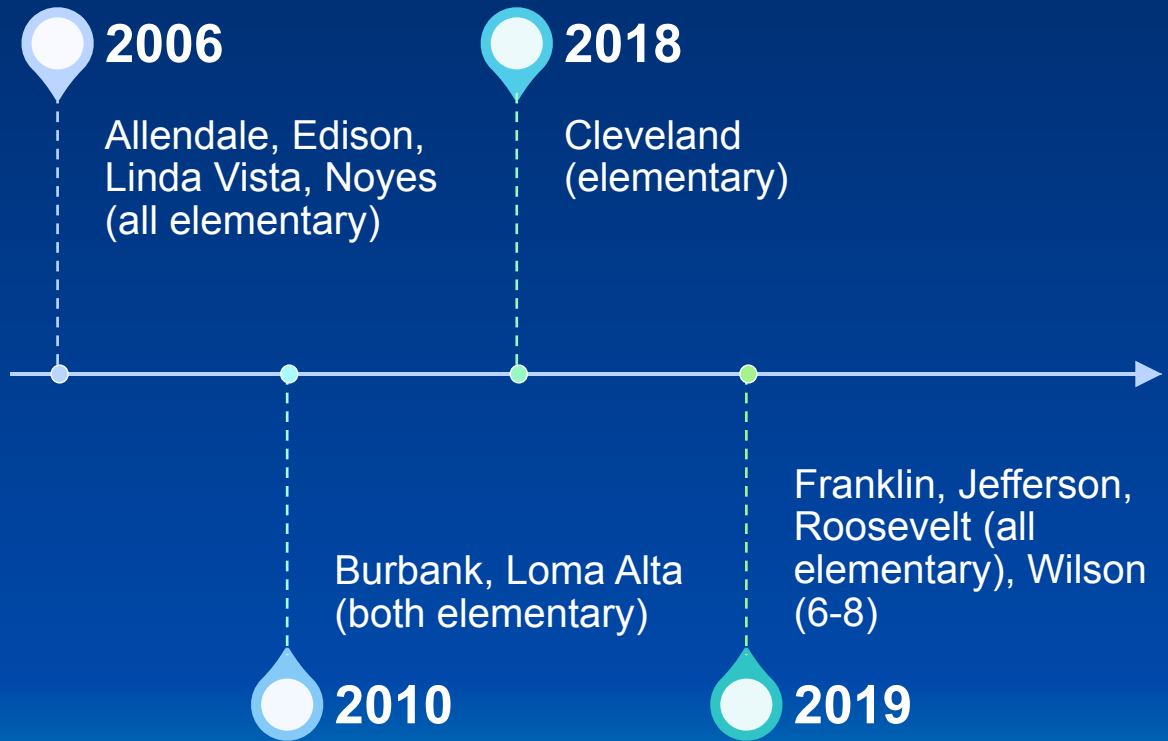 2006
Allendale, Edison,
Linda Vista, Noyes
(all elementary)
2018
Cleveland
(elementary)
Burbank, Loma Alta
(both elementary)
2010
Franklin, Jefferson,
Roosevelt (all
elementary), Wilson
(6-8)
2019